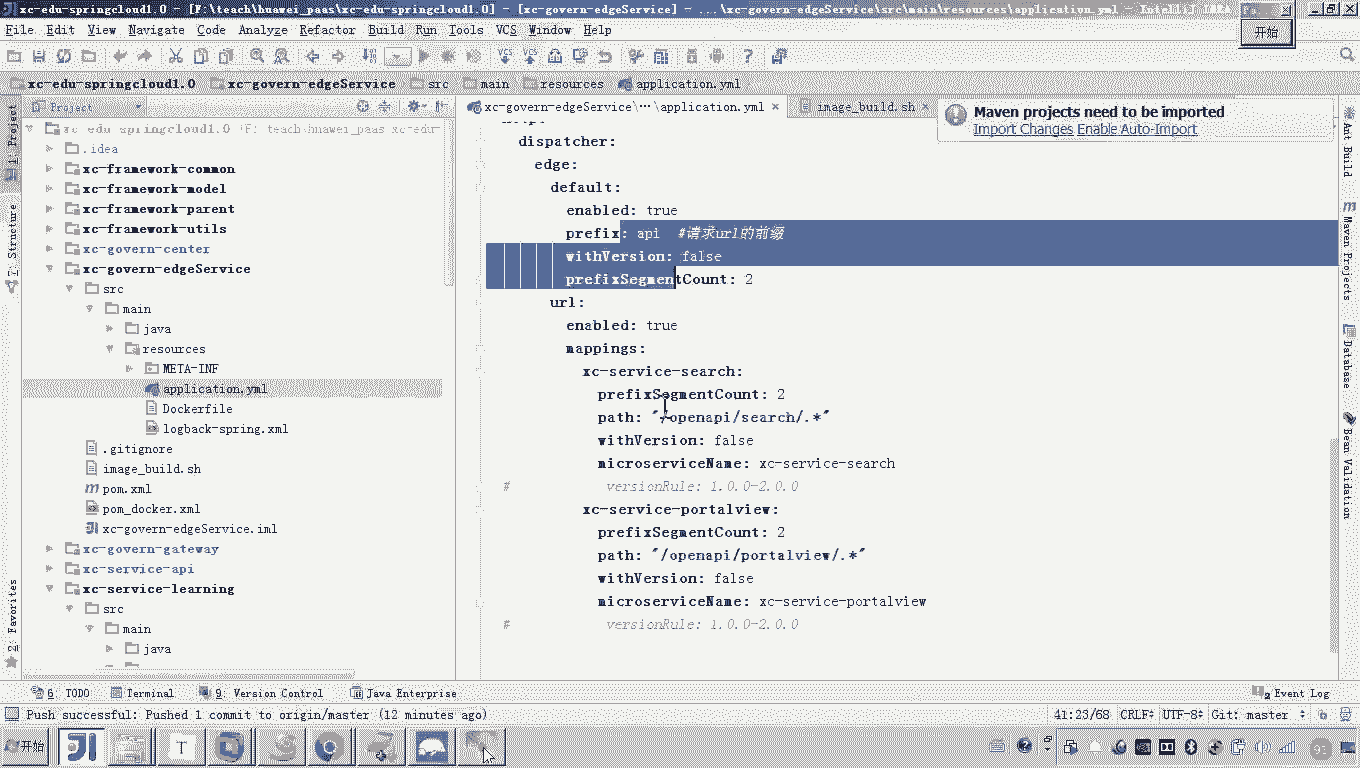 xc-edu-springcloud1.0 - [F:\teach\huawei_paas\xc-edu-springcloud1.0] - [xc-govern-edgeService] - ...\xc-govern-edgeService\src\main\resources\application.yml - IntelliJ IDEA
File Edit View Navigate Code Analyze Refactor Build Run Tools VCS Window Help
开始
xc-edu-springcloud1.0 xc-govern-edgeService src main resources application.yml
Project
xc-govern-edgeService\...\application.yml
image_build.sh
Maven projects need to be imported
Import Changes Enable Auto-Import
xc-edu-springcloud1.0 (F:\teach\huawei_paas\xc-edu-
.idea
xc-framework-common
xc-framework-model
xc-framework-parent
xc-framework-utils
xc-govern-center
xc-govern-edgeService
src
main
java
resources
META-INF
application.yml
Dockerfile
logback-spring.xml
.gitignore
image_build.sh
pom.xml
pom_docker.xml
xc-govern-edgeService.iml
xc-govern-gateway
xc-service-api
xc-service-learning
src
main
java
dispatcher:
edge:
default:
enabled: true
prefix: api #请求url的前缀
withVersion: false
prefixSegmentCount: 2
url:
enabled: true
mappings:
xc-service-search:
prefixSegmentCount: 2
path: "/openapi/search/.*"
withVersion: false
microserviceName: xc-service-search
# versionRule: 1.0.0-2.0.0
xc-service-portalview:
prefixSegmentCount: 2
path: "/openapi/portalview/.*"
withVersion: false
microserviceName: xc-service-portalview
# versionRule: 1.0.0-2.0.0
1: Project
7: Structure
2: Favorites
Ant Build
Maven Projects
Database
Bean Validation
6: TODO Terminal 9: Version Control Java Enterprise
2 Event Log
Push successful: Pushed 1 commit to origin/master (12 minutes ago)
41:23/68 CRLF UTF-8 Git: master
开始
91